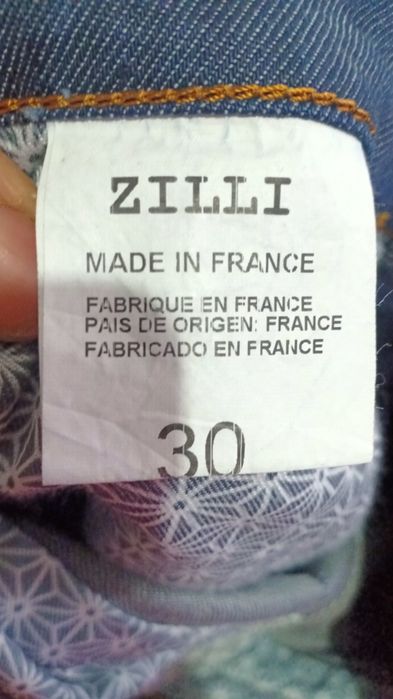 ZILLI
MADE IN FRANCE
FABRIQUE EN FRANCE
PAIS DE ORIGEN: FRANCE
FABRICADO EN FRANCE
30